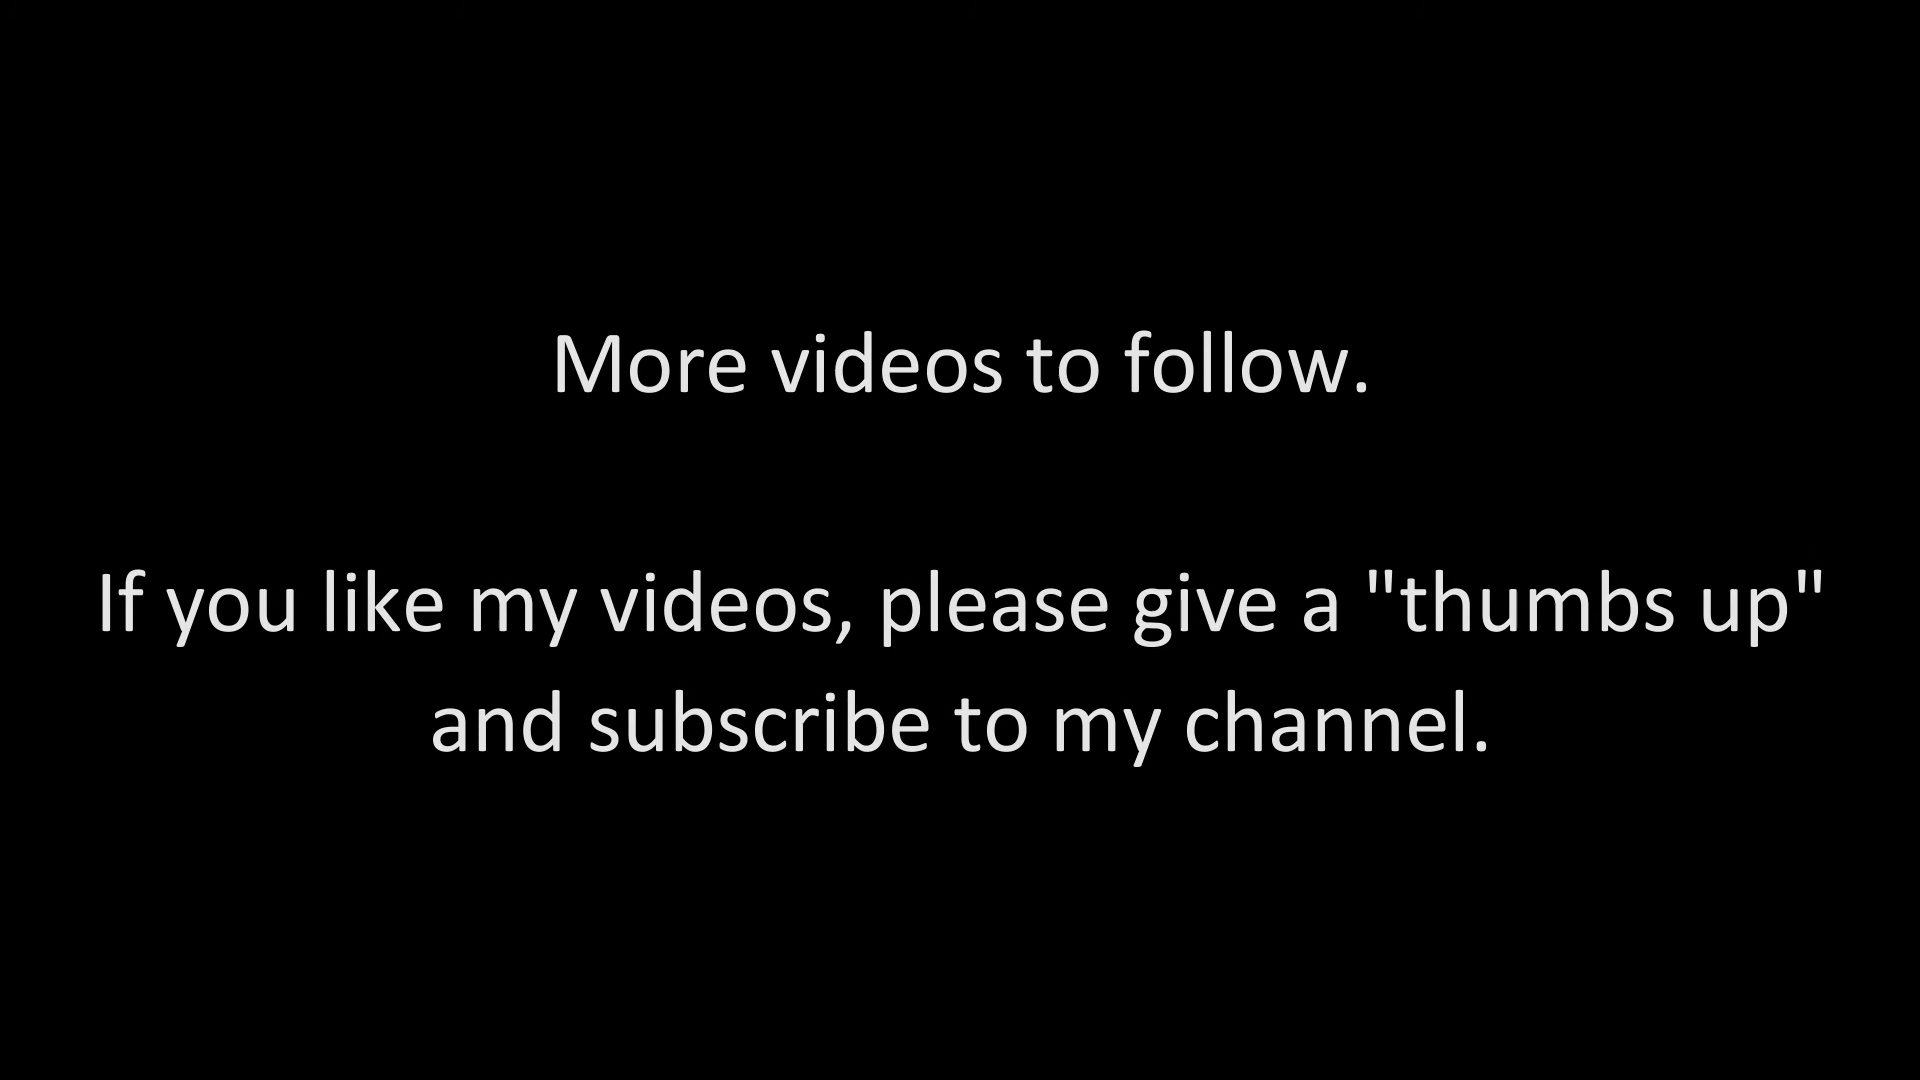 More videos to follow.
If you like my videos, please give a "thumbs up"
and subscribe to my channel.